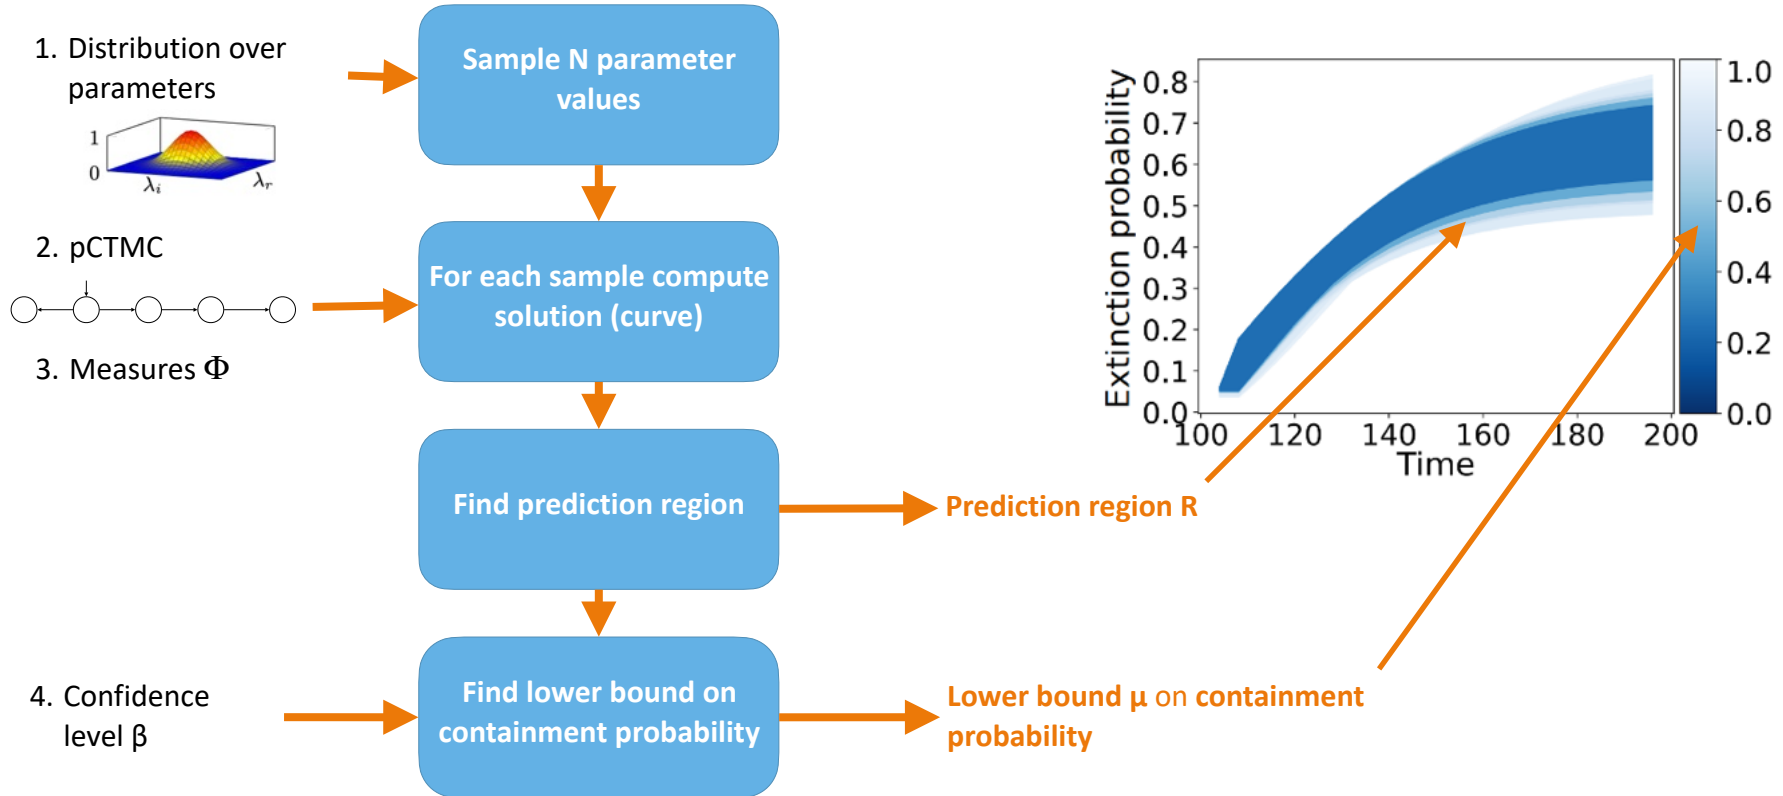 1. Distribution over
parameters
1
0
λi
λr
2. pCTMC
3. Measures Φ
4. Confidence
level β
Sample N parameter
values
For each sample compute
solution (curve)
Find prediction region
Find lower bound on
containment probability
Prediction region R
Lower bound μ on containment
probability
Extinction probability
0.8
0.7
0.6
0.5
0.4
0.3
0.2
0.1
0.0
100 120 140 160 180 200
Time
1.0
0.8
0.6
0.4
0.2
0.0